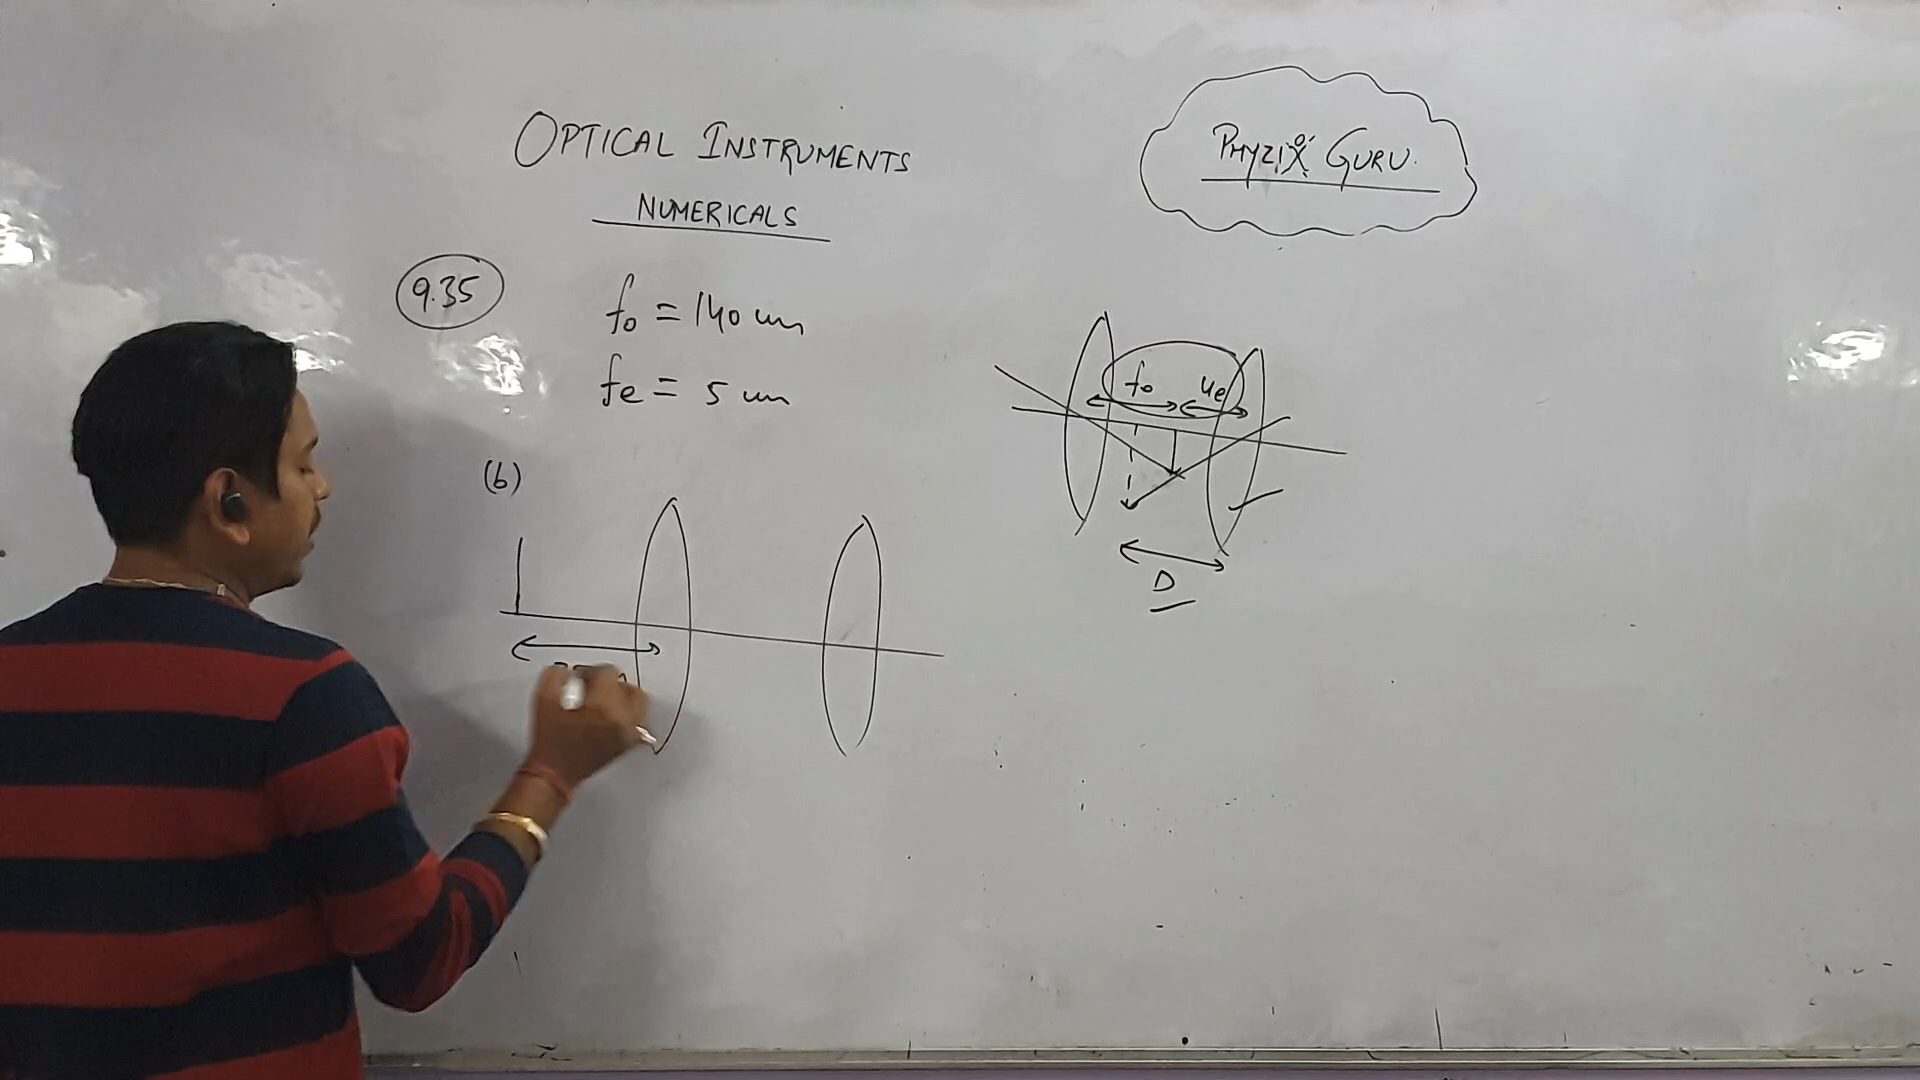 OPTICAL INSTRUMENTS
NUMERICALS
PHYZIX GURU.
9.35
fo = 140 cm
fe = 5 cm
(b)
fo
ue
D